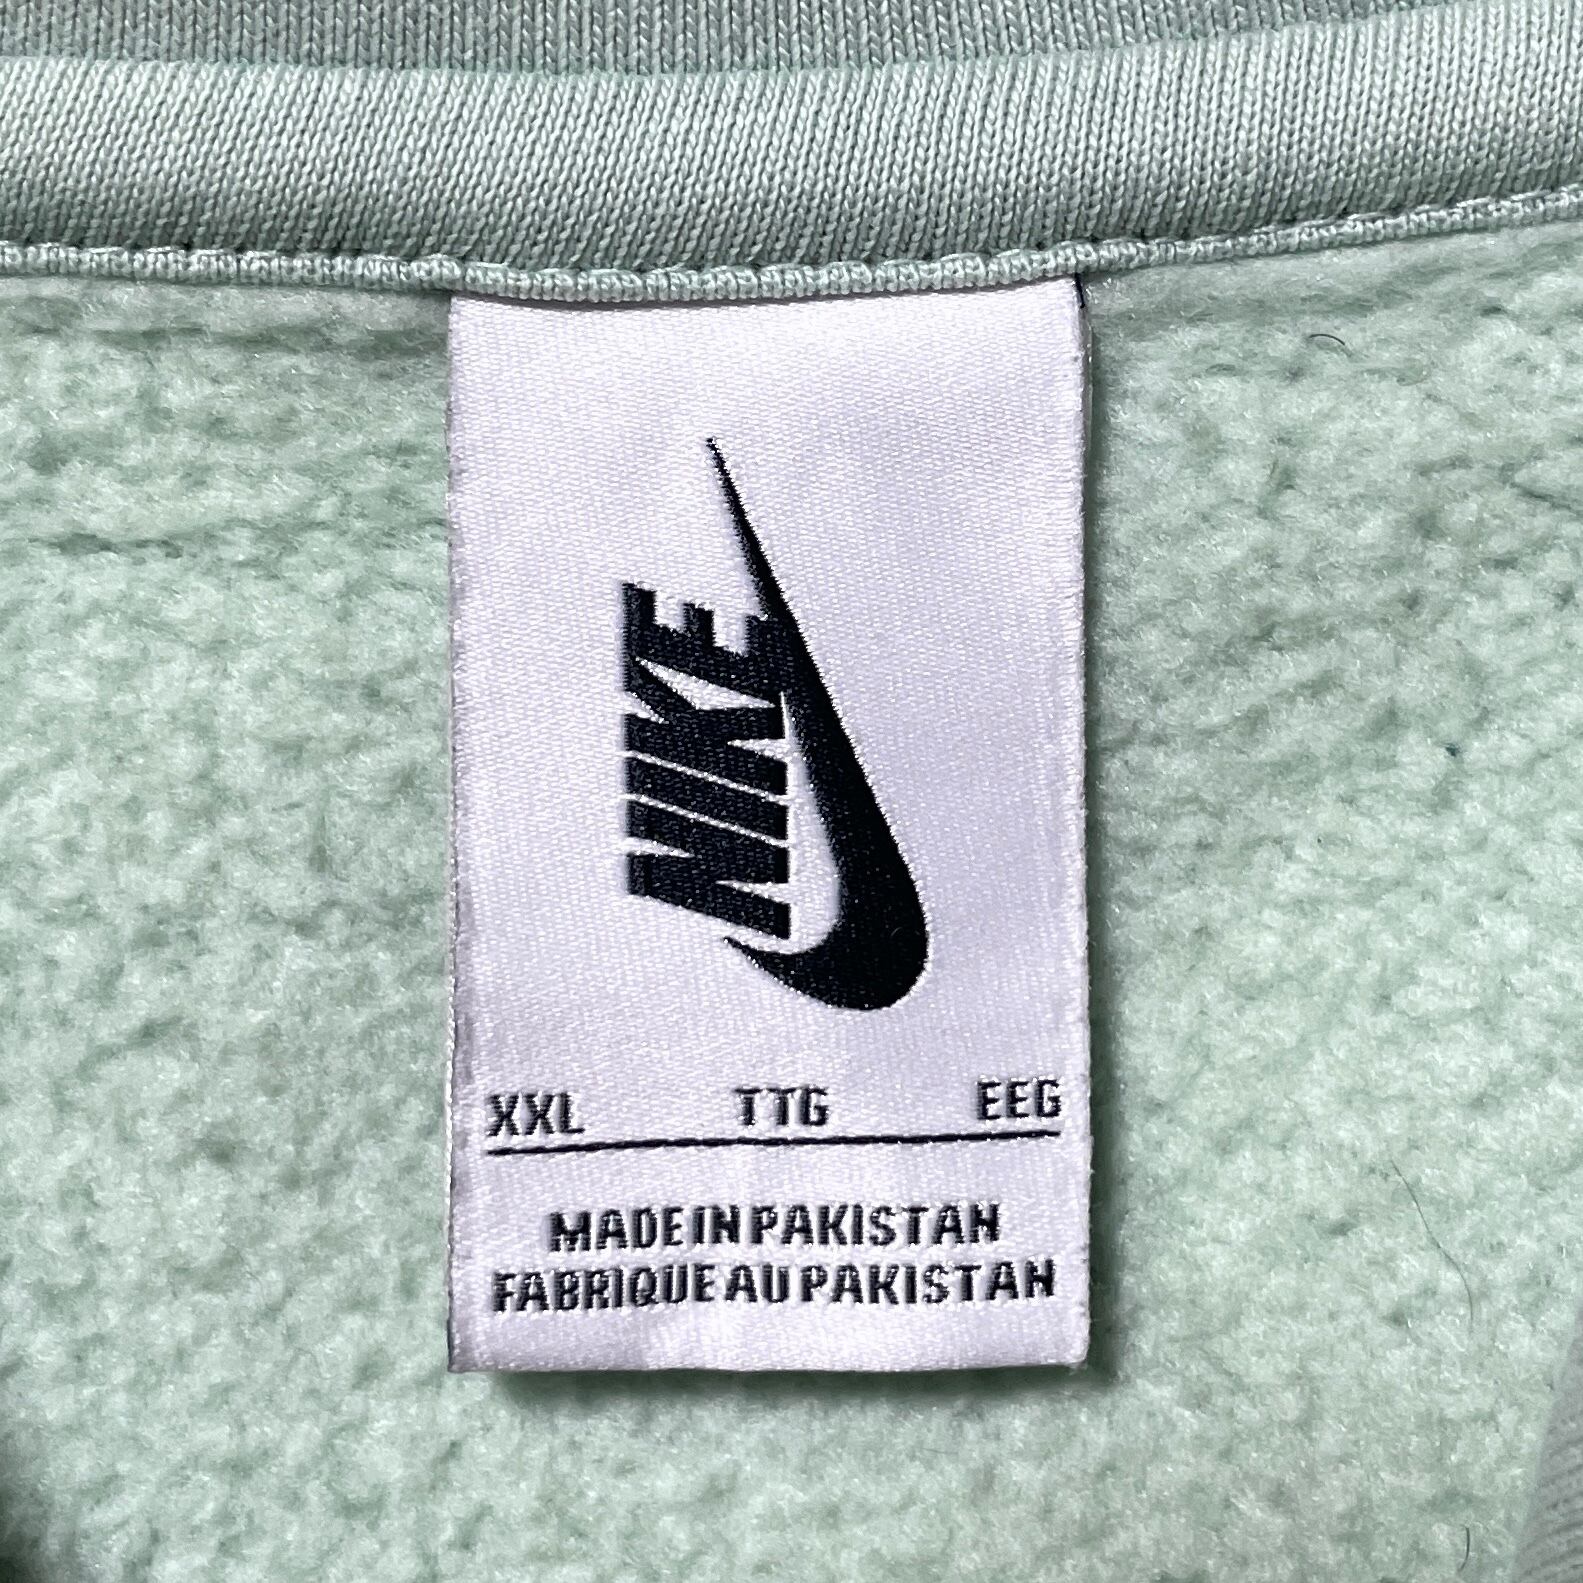 NIKE
XXL TTG EEG
MADE IN PAKISTAN
FABRIQUE AU PAKISTAN